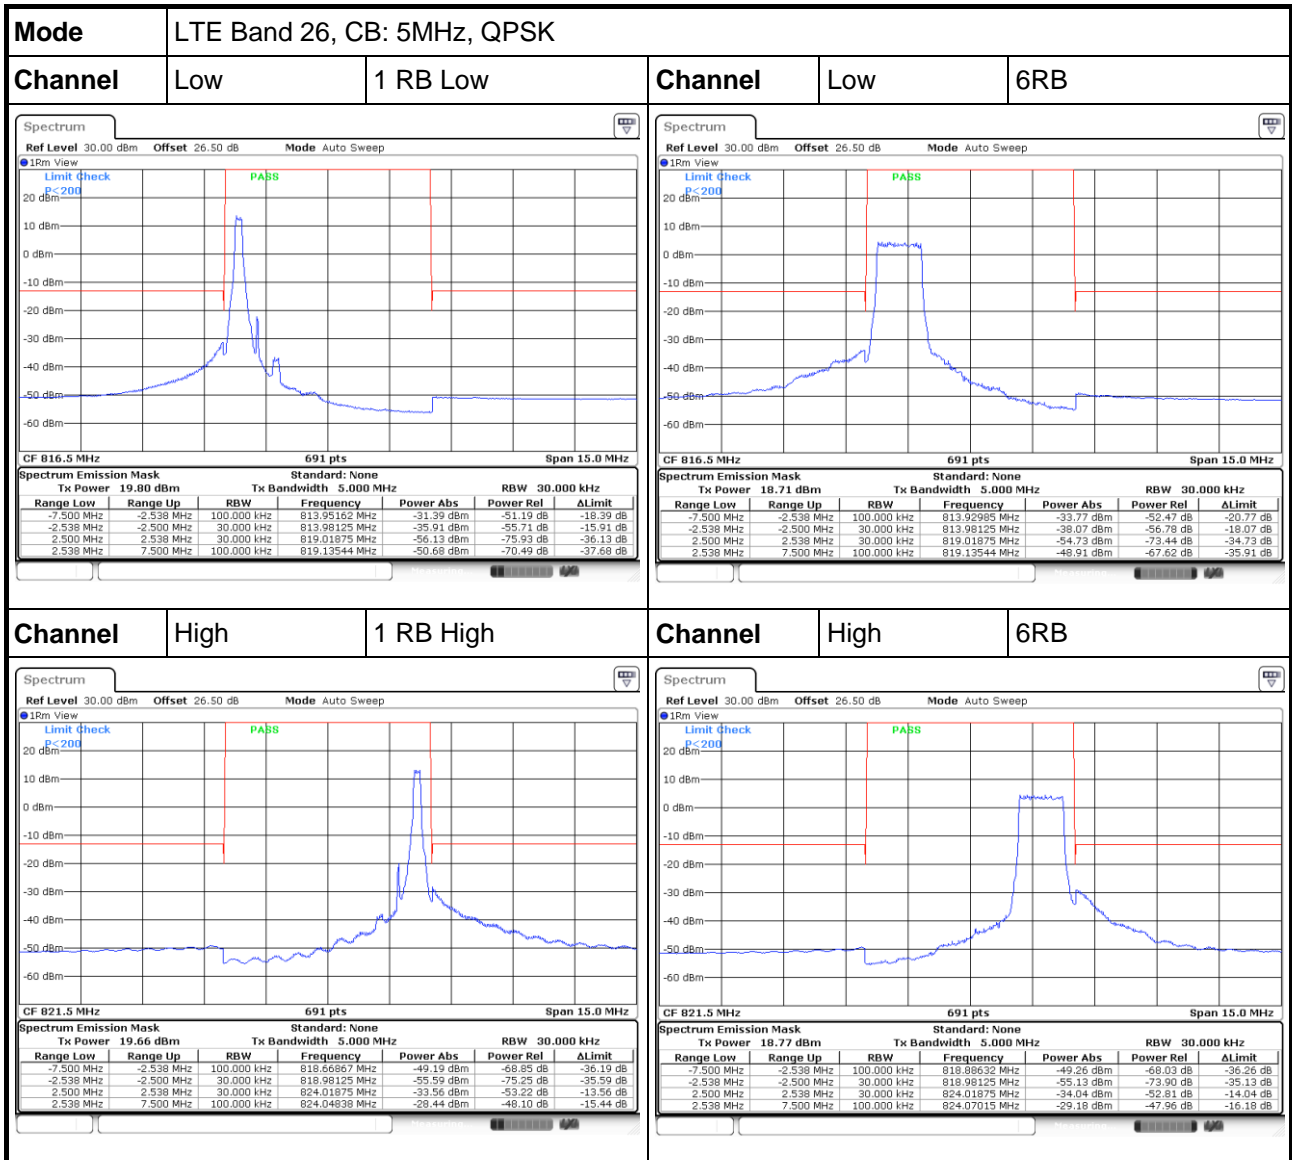 Mode LTE Band 26, CB: 5MHz, QPSK
Channel Low 1 RB Low Channel Low 6RB
Spectrum
Ref Level 30.00 dBm Offset 26.50 dB Mode Auto Sweep
1Rm View
Limit Check PASS
P<200
20 dBm
10 dBm
0 dBm
-10 dBm
-20 dBm
-30 dBm
-40 dBm
-50 dBm
-60 dBm
CF 816.5 MHz 691 pts Span 15.0 MHz
Spectrum Emission Mask Standard: None
Tx Power 19.80 dBm Tx Bandwidth 5.000 MHz RBW 30.000 kHz
Range Low Range Up RBW Frequency Power Abs Power Rel ΔLimit
-7.500 MHz -2.538 MHz 100.000 kHz 813.95162 MHz -31.39 dBm -51.19 dB -18.39 dB
-2.538 MHz -2.500 MHz 30.000 kHz 813.98125 MHz -35.91 dBm -55.71 dB -15.91 dB
2.500 MHz 2.538 MHz 30.000 kHz 819.01875 MHz -56.13 dBm -75.93 dB -36.13 dB
2.538 MHz 7.500 MHz 100.000 kHz 819.13544 MHz -50.68 dBm -70.49 dB -37.68 dB
Spectrum
Ref Level 30.00 dBm Offset 26.50 dB Mode Auto Sweep
1Rm View
Limit Check PASS
P<200
20 dBm
10 dBm
0 dBm
-10 dBm
-20 dBm
-30 dBm
-40 dBm
-50 dBm
-60 dBm
CF 816.5 MHz 691 pts Span 15.0 MHz
Spectrum Emission Mask Standard: None
Tx Power 18.71 dBm Tx Bandwidth 5.000 MHz RBW 30.000 kHz
Range Low Range Up RBW Frequency Power Abs Power Rel ΔLimit
-7.500 MHz -2.538 MHz 100.000 kHz 813.92985 MHz -33.77 dBm -52.47 dB -20.77 dB
-2.538 MHz -2.500 MHz 30.000 kHz 813.98125 MHz -38.07 dBm -56.78 dB -18.07 dB
2.500 MHz 2.538 MHz 30.000 kHz 819.01875 MHz -54.73 dBm -73.44 dB -34.73 dB
2.538 MHz 7.500 MHz 100.000 kHz 819.13544 MHz -48.91 dBm -67.62 dB -35.91 dB
Channel High 1 RB High Channel High 6RB
Spectrum
Ref Level 30.00 dBm Offset 26.50 dB Mode Auto Sweep
1Rm View
Limit Check PASS
P<200
20 dBm
10 dBm
0 dBm
-10 dBm
-20 dBm
-30 dBm
-40 dBm
-50 dBm
-60 dBm
CF 821.5 MHz 691 pts Span 15.0 MHz
Spectrum Emission Mask Standard: None
Tx Power 19.66 dBm Tx Bandwidth 5.000 MHz RBW 30.000 kHz
Range Low Range Up RBW Frequency Power Abs Power Rel ΔLimit
-7.500 MHz -2.538 MHz 100.000 kHz 818.66867 MHz -49.19 dBm -68.85 dB -36.19 dB
-2.538 MHz -2.500 MHz 30.000 kHz 818.98125 MHz -55.59 dBm -75.25 dB -35.59 dB
2.500 MHz 2.538 MHz 30.000 kHz 824.01875 MHz -33.56 dBm -53.22 dB -13.56 dB
2.538 MHz 7.500 MHz 100.000 kHz 824.04838 MHz -28.44 dBm -48.10 dB -15.44 dB
Spectrum
Ref Level 30.00 dBm Offset 26.50 dB Mode Auto Sweep
1Rm View
Limit Check PASS
P<200
20 dBm
10 dBm
0 dBm
-10 dBm
-20 dBm
-30 dBm
-40 dBm
-50 dBm
-60 dBm
CF 821.5 MHz 691 pts Span 15.0 MHz
Spectrum Emission Mask Standard: None
Tx Power 18.77 dBm Tx Bandwidth 5.000 MHz RBW 30.000 kHz
Range Low Range Up RBW Frequency Power Abs Power Rel ΔLimit
-7.500 MHz -2.538 MHz 100.000 kHz 818.88632 MHz -49.26 dBm -68.03 dB -36.26 dB
-2.538 MHz -2.500 MHz 30.000 kHz 818.98125 MHz -55.13 dBm -73.90 dB -35.13 dB
2.500 MHz 2.538 MHz 30.000 kHz 824.01875 MHz -34.04 dBm -52.81 dB -14.04 dB
2.538 MHz 7.500 MHz 100.000 kHz 824.07015 MHz -29.18 dBm -47.96 dB -16.18 dB